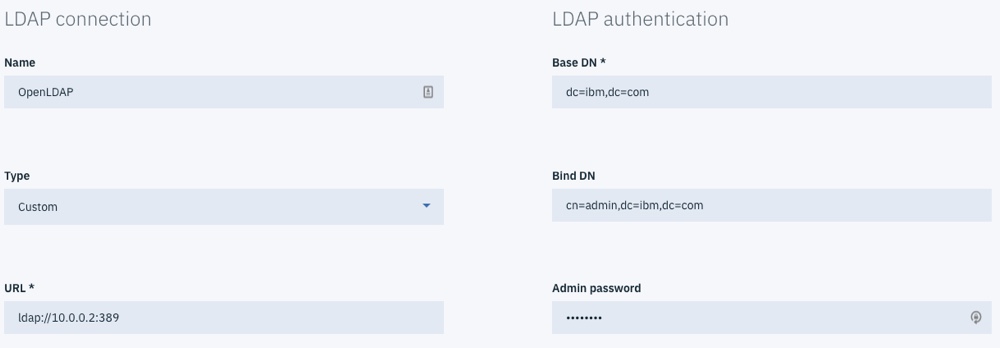 LDAP connection
Name
OpenLDAP
Type
Custom
URL *
ldap://10.0.0.2:389
LDAP authentication
Base DN *
dc=ibm,dc=com
Bind DN
cn=admin,dc=ibm,dc=com
Admin password
••••••••